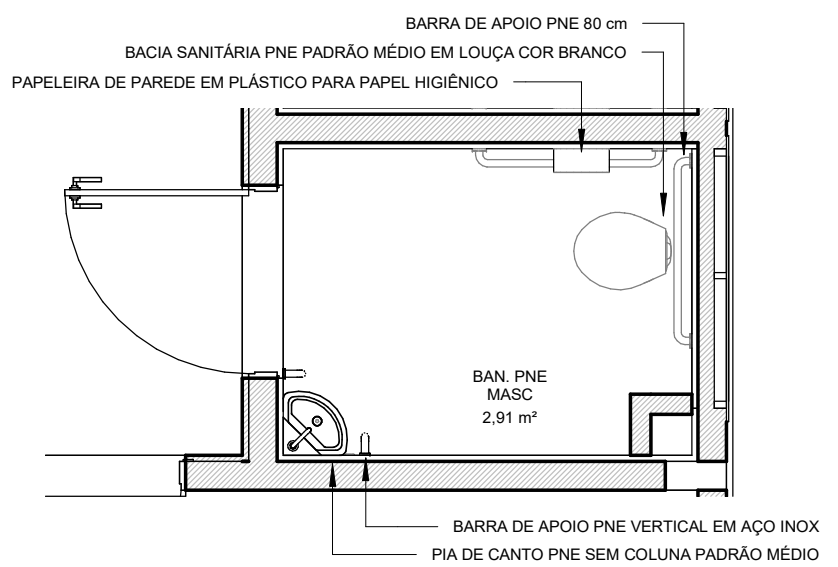 BARRA DE APOIO PNE 80 cm
BACIA SANITÁRIA PNE PADRÃO MÉDIO EM LOUÇA COR BRANCO
PAPELEIRA DE PAREDE EM PLÁSTICO PARA PAPEL HIGIÊNICO
BAN. PNE
MASC
2,91 m²
BARRA DE APOIO PNE VERTICAL EM AÇO INOX
PIA DE CANTO PNE SEM COLUNA PADRÃO MÉDIO